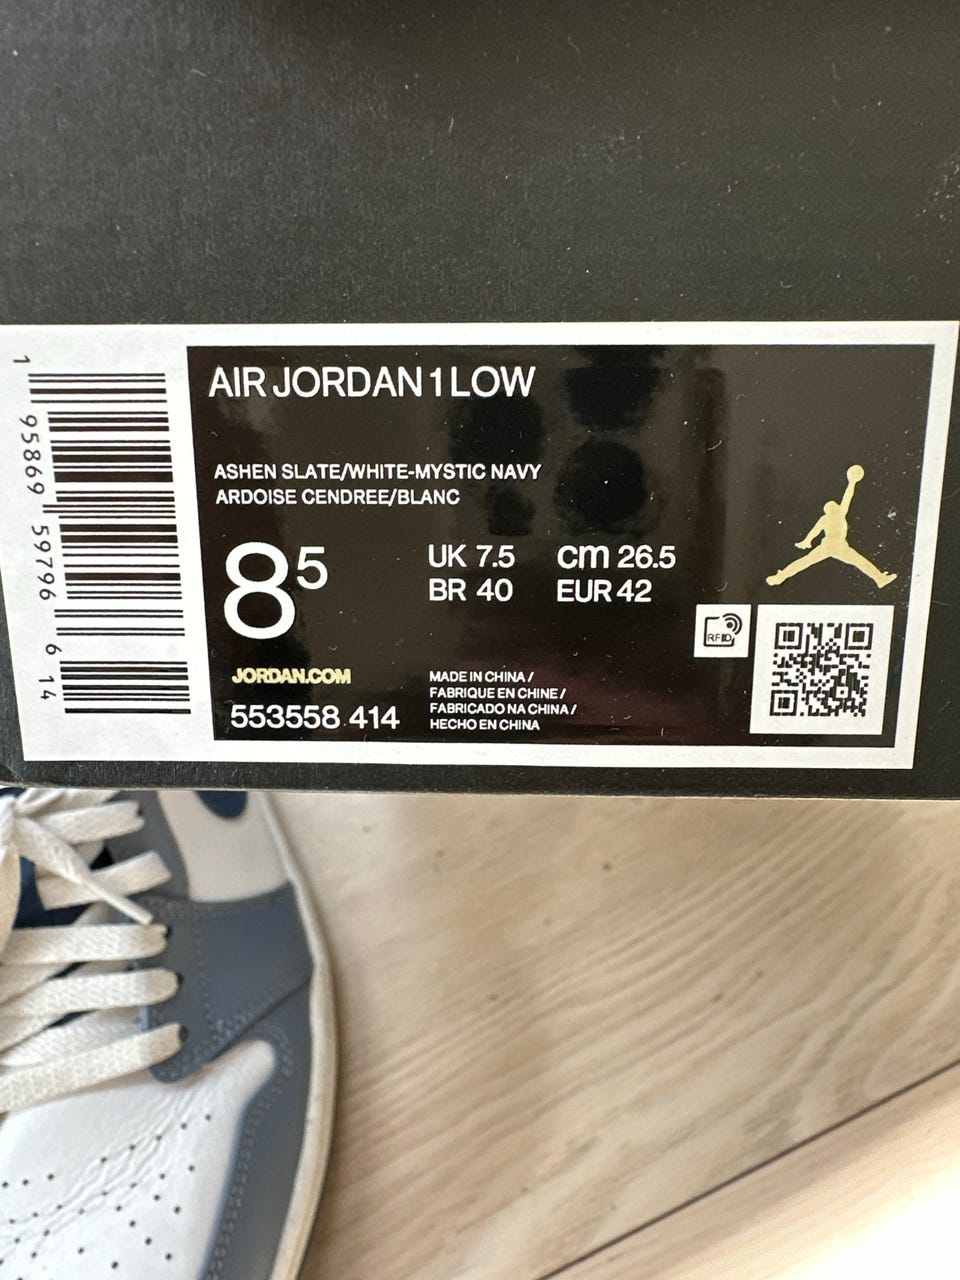 AIR JORDAN 1 LOW
ASHEN SLATE/WHITE-MYSTIC NAVY
ARDOISE CENDREE/BLANC
8⁵
UK 7.5 cm 26.5
BR 40 EUR 42
RFID
JORDAN.COM
553558 414
MADE IN CHINA /
FABRIQUE EN CHINE /
FABRICADO NA CHINA /
HECHO EN CHINA
1 95869 59796 6 14